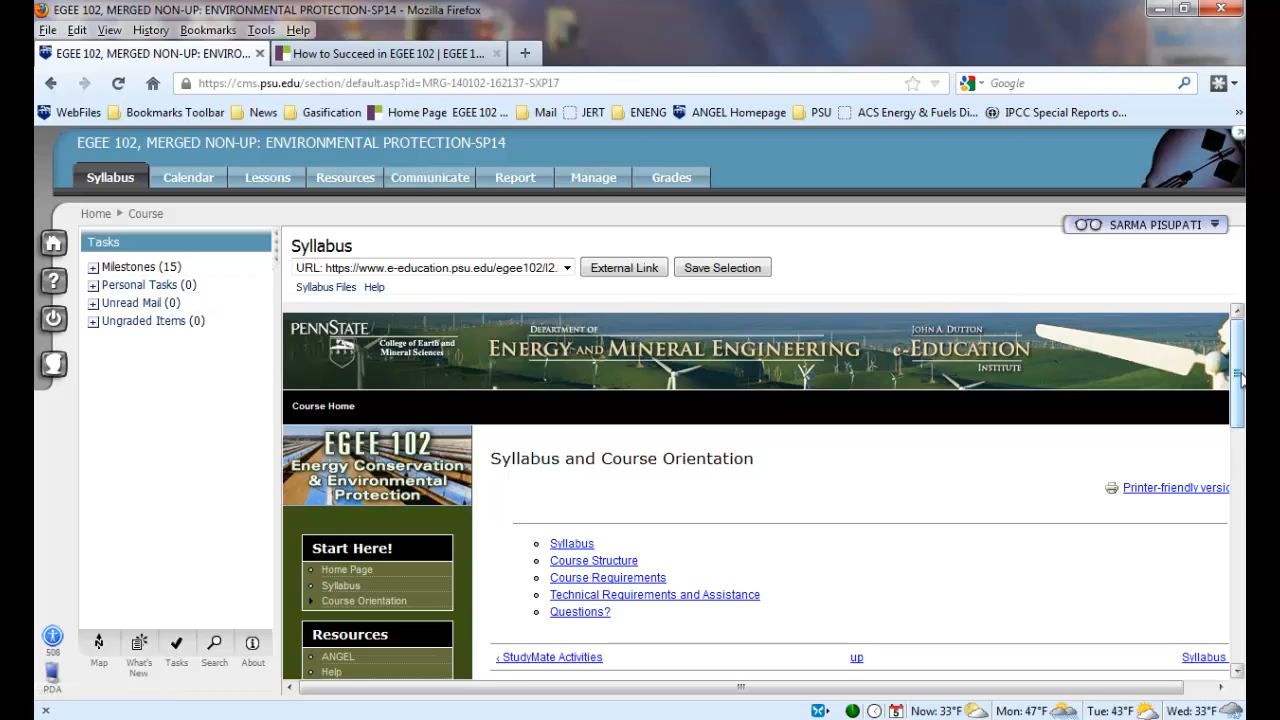 EGEE 102, MERGED NON-UP: ENVIRONMENTAL PROTECTION-SP14 - Mozilla Firefox
File Edit View History Bookmarks Tools Help
EGEE 102, MERGED NON-UP: ENVIRO... × How to Succeed in EGEE 102 | EGEE 1... × +
https://cms.psu.edu/section/default.asp?id=MRG-140102-162137-SXP17 Google
WebFiles Bookmarks Toolbar News Gasification Home Page EGEE 102 ... Mail JERT ENENG ANGEL Homepage PSU ACS Energy & Fuels Di... IPCC Special Reports o... »
EGEE 102, MERGED NON-UP: ENVIRONMENTAL PROTECTION-SP14
Syllabus Calendar Lessons Resources Communicate Report Manage Grades
Home Course
SARMA PISUPATI
Tasks
Milestones (15)
Personal Tasks (0)
Unread Mail (0)
Ungraded Items (0)
Syllabus
URL: https://www.e-education.psu.edu/egee102/l2. External Link Save Selection
Syllabus Files Help
PENNSTATE
College of Earth and
Mineral Sciences
DEPARTMENT OF
ENERGY AND MINERAL ENGINEERING
JOHN A. DUTTON
e-EDUCATION
INSTITUTE
Course Home
EGEE 102
Energy Conservation
& Environmental
Protection
Syllabus and Course Orientation
Printer-friendly versio
Start Here!
Home Page
Syllabus
Course Orientation
Resources
ANGEL
Help
Syllabus
Course Structure
Course Requirements
Technical Requirements and Assistance
Questions?
‹ StudyMate Activities up Syllabus
508
PDA
Map What's New Tasks Search About
× Now: 33°F Mon: 47°F Tue: 43°F Wed: 33°F